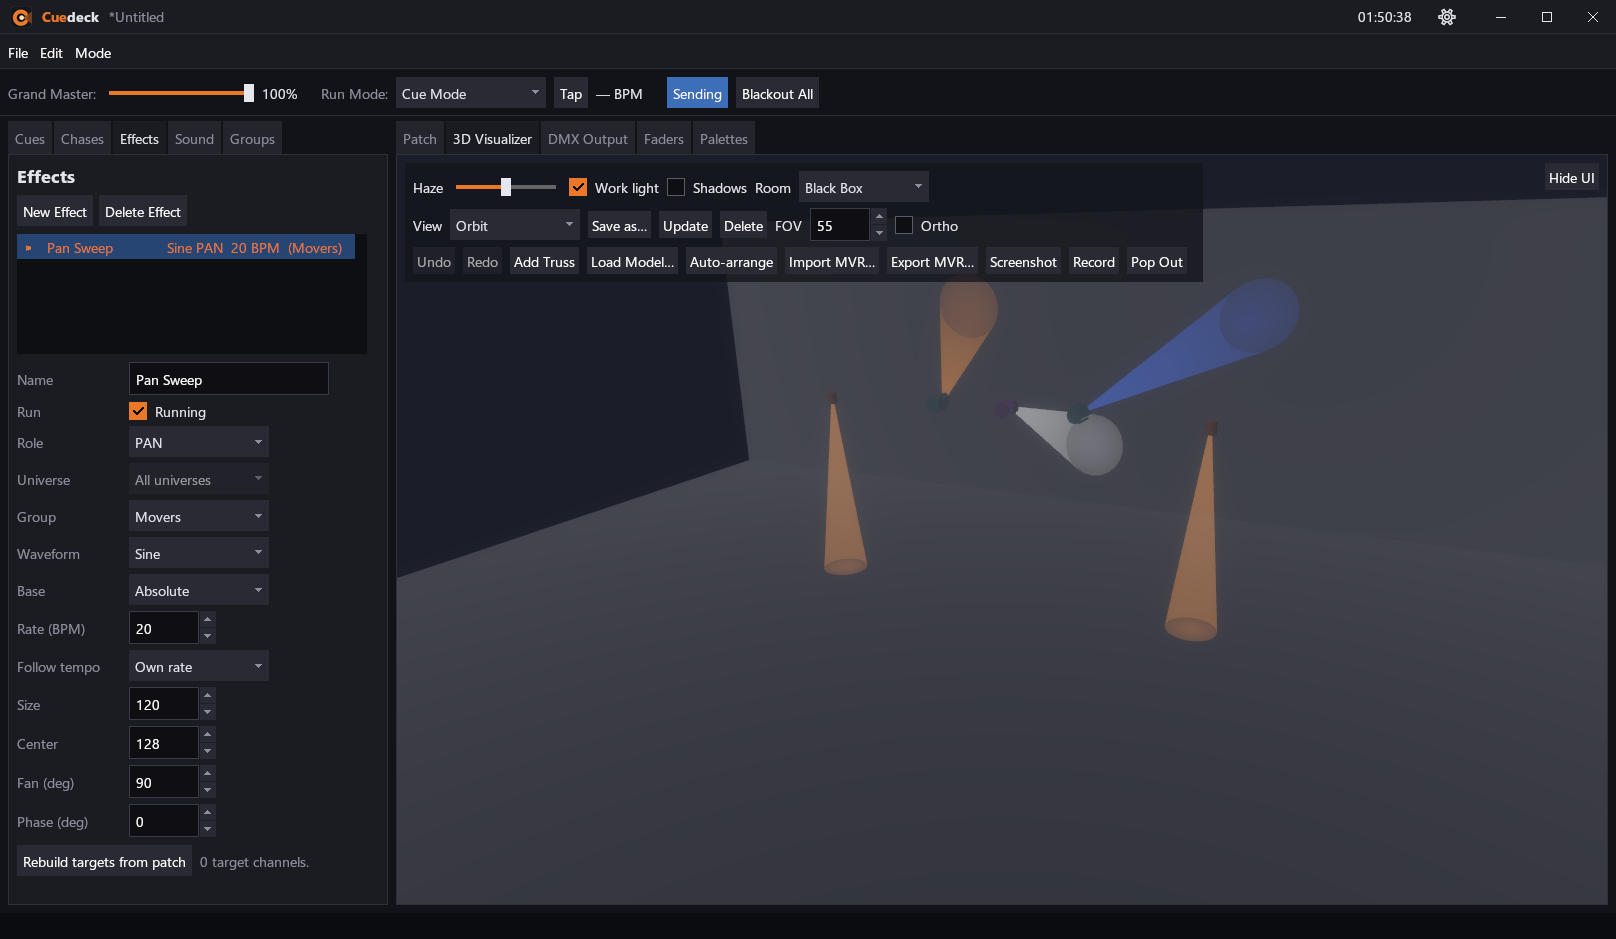 Cuedeck *Untitled 01:50:38
File Edit Mode
Grand Master: 100% Run Mode: Cue Mode Tap — BPM Sending Blackout All
Cues Chases Effects Sound Groups
Patch 3D Visualizer DMX Output Faders Palettes
Effects
New Effect Delete Effect
Pan Sweep Sine PAN 20 BPM (Movers)
Name Pan Sweep
Run Running
Role PAN
Universe All universes
Group Movers
Waveform Sine
Base Absolute
Rate (BPM) 20
Follow tempo Own rate
Size 120
Center 128
Fan (deg) 90
Phase (deg) 0
Rebuild targets from patch 0 target channels.
Haze Work light Shadows Room Black Box Hide UI
View Orbit Save as... Update Delete FOV 55 Ortho
Undo Redo Add Truss Load Model... Auto-arrange Import MVR... Export MVR... Screenshot Record Pop Out